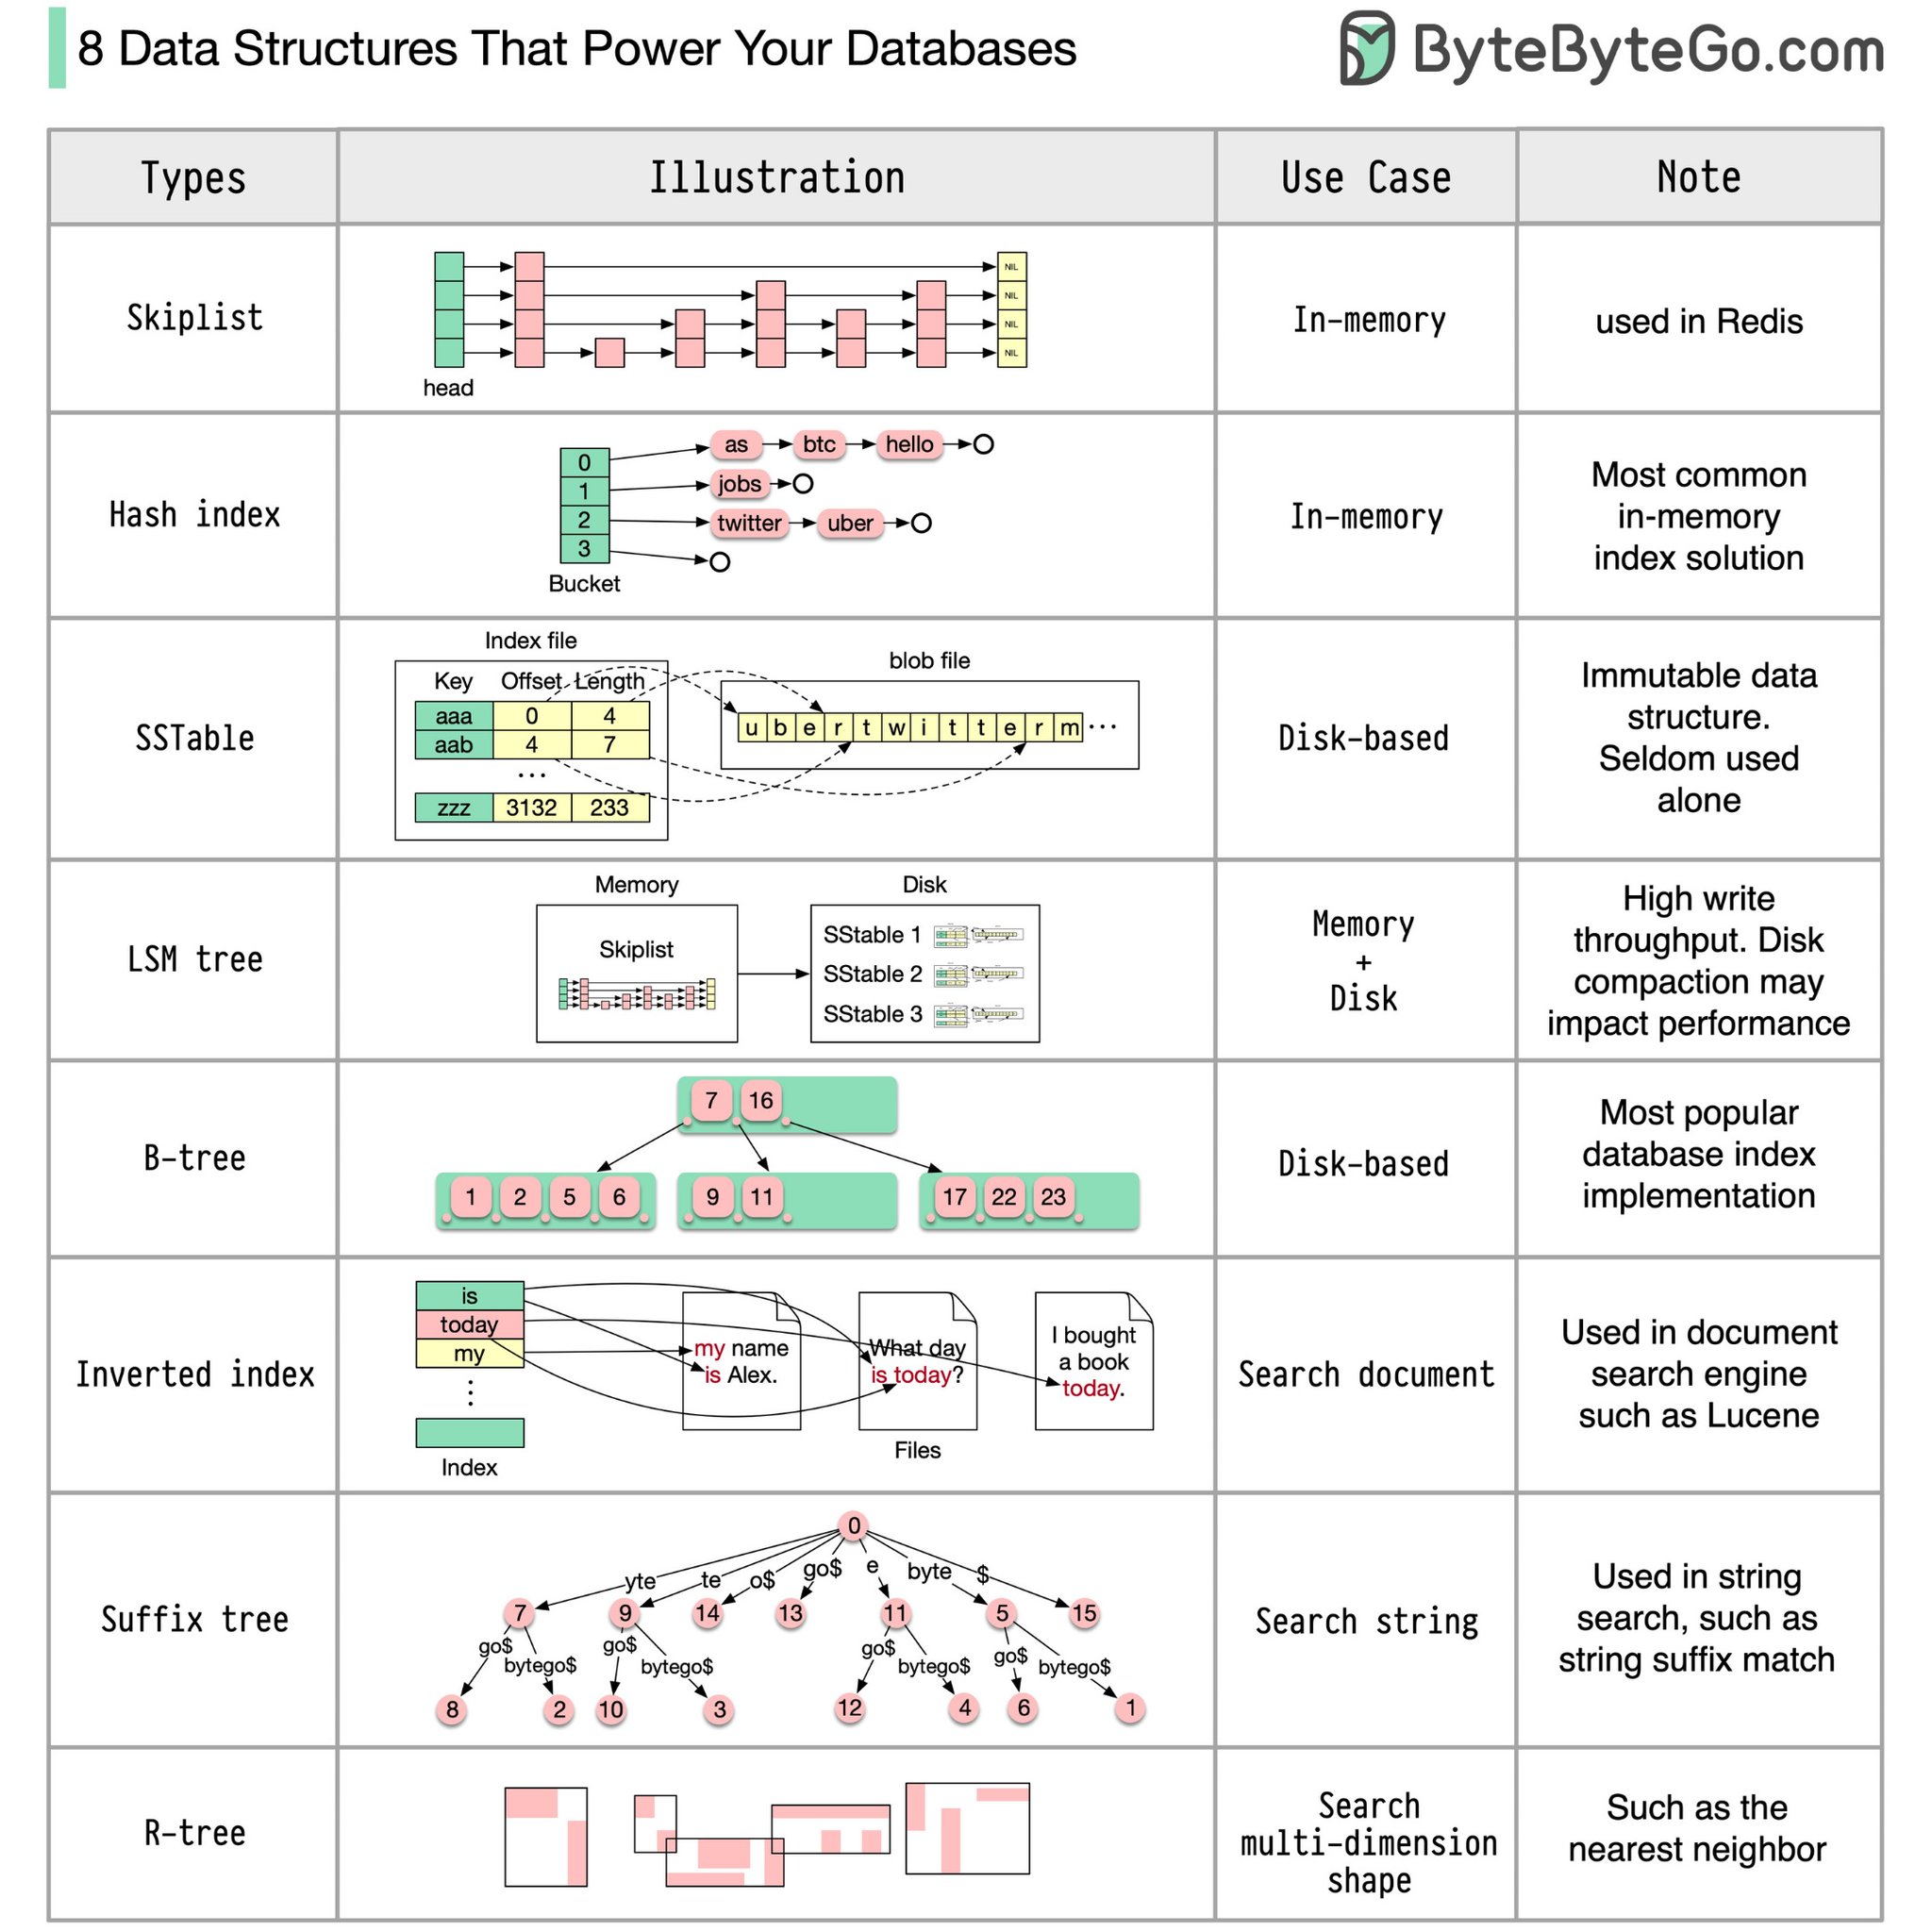 8 Data Structures That Power Your Databases
ByteByteGo.com
Types
Illustration
Use Case
Note
Skiplist
NIL
NIL
NIL
NIL
head
In-memory
used in Redis
Hash index
0
1
2
3
Bucket
as
btc
hello
jobs
twitter
uber
In-memory
Most common
in-memory
index solution
SSTable
Index file
Key Offset Length
aaa 0 4
aab 4 7
...
zzz 3132 233
blob file
u b e r t w i t t e r m ...
Disk-based
Immutable data
structure.
Seldom used
alone
LSM tree
Memory
Skiplist
Disk
SStable 1
SStable 2
SStable 3
Memory
+
Disk
High write
throughput. Disk
compaction may
impact performance
B-tree
7 16
1 2 5 6
9 11
17 22 23
Disk-based
Most popular
database index
implementation
Inverted index
is
today
my
Index
my name
is Alex.
What day
is today?
I bought
a book
today.
Files
Search document
Used in document
search engine
such as Lucene
Suffix tree
0
yte te o$ go$ e byte $
7 9 14 13 11 5 15
go$ bytego$ go$ bytego$ go$ bytego$ go$ bytego$
8 2 10 3 12 4 6 1
Search string
Used in string
search, such as
string suffix match
R-tree
Search
multi-dimension
shape
Such as the
nearest neighbor